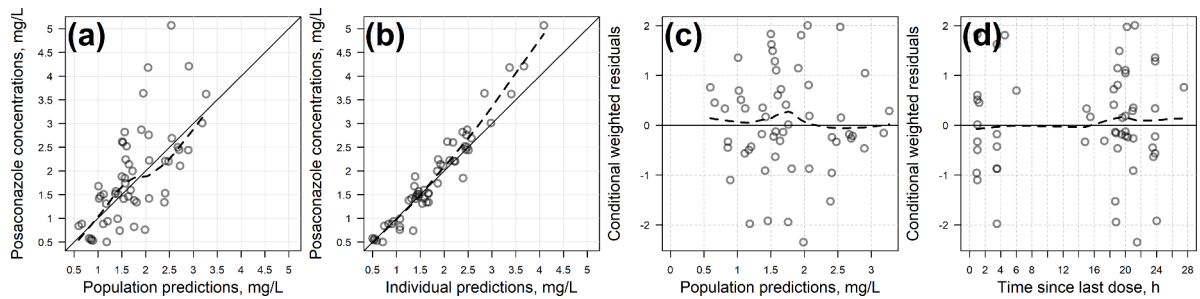 (a)
Posaconazole concentrations, mg/L
5
4.5
4
3.5
3
2.5
2
1.5
1
0.5
0.5 1 1.5 2 2.5 3 3.5 4 4.5 5
Population predictions, mg/L
(b)
Posaconazole concentrations, mg/L
5
4.5
4
3.5
3
2.5
2
1.5
1
0.5
0.5 1 1.5 2 2.5 3 3.5 4 4.5 5
Individual predictions, mg/L
(c)
Conditional weighted residuals
2
1
0
-1
-2
0 0.5 1 1.5 2 2.5 3
Population predictions, mg/L
(d)
Conditional weighted residuals
2
1
0
-1
-2
0 2 4 6 8 12 16 20 24 28
Time since last dose, h